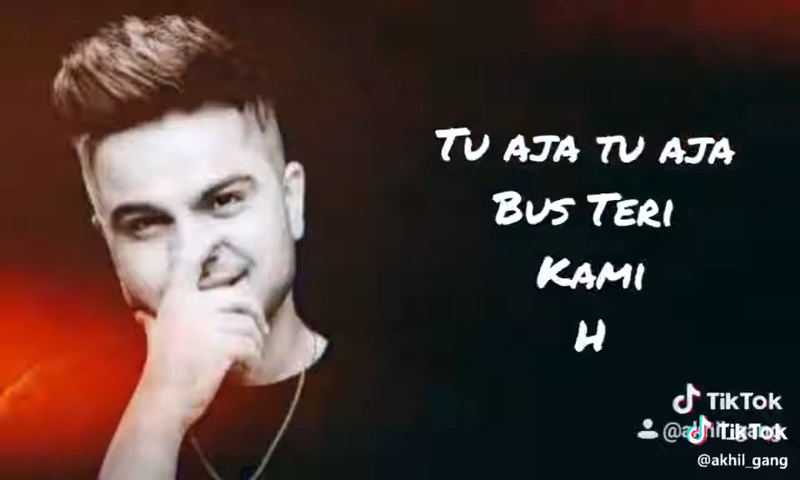 Tu aja tu aja
Bus Teri
Kami
H
TikTok
TikTok
@akhil_gang